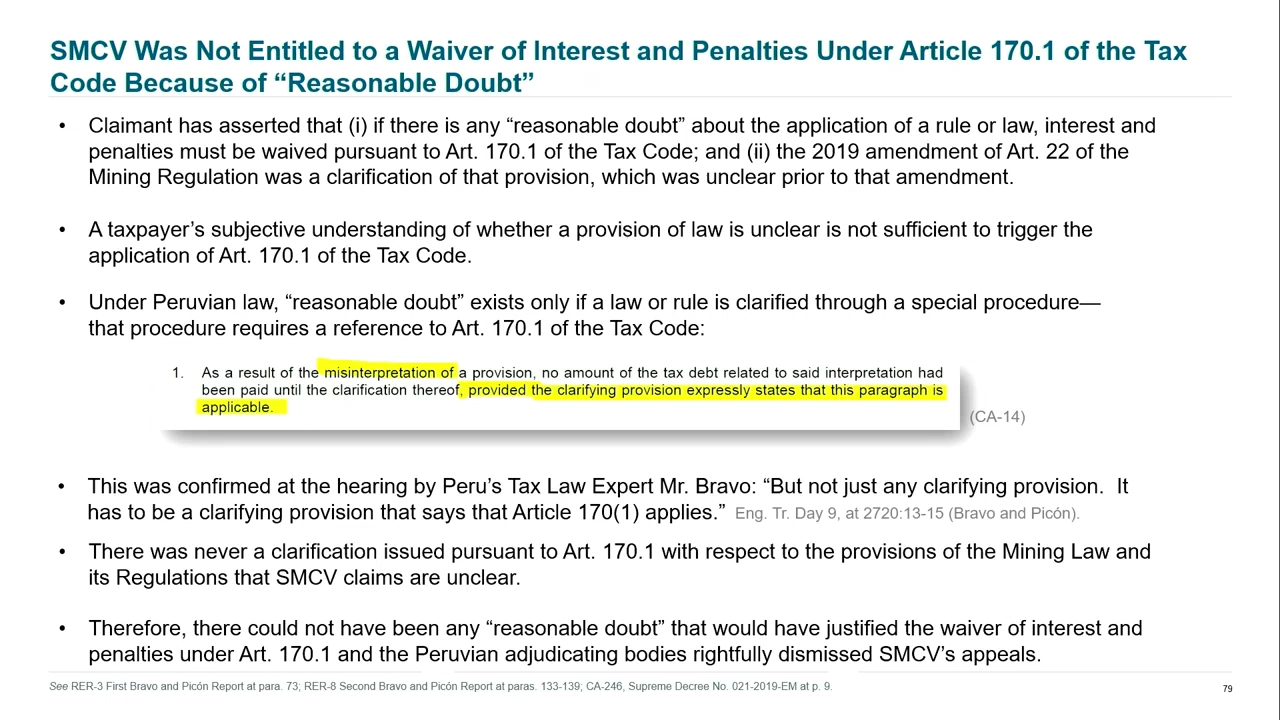 SMCV Was Not Entitled to a Waiver of Interest and Penalties Under Article 170.1 of the Tax
Code Because of “Reasonable Doubt”
• Claimant has asserted that (i) if there is any “reasonable doubt” about the application of a rule or law, interest and
penalties must be waived pursuant to Art. 170.1 of the Tax Code; and (ii) the 2019 amendment of Art. 22 of the
Mining Regulation was a clarification of that provision, which was unclear prior to that amendment.
• A taxpayer’s subjective understanding of whether a provision of law is unclear is not sufficient to trigger the
application of Art. 170.1 of the Tax Code.
• Under Peruvian law, “reasonable doubt” exists only if a law or rule is clarified through a special procedure—
that procedure requires a reference to Art. 170.1 of the Tax Code:
1. As a result of the misinterpretation of a provision, no amount of the tax debt related to said interpretation had
been paid until the clarification thereof, provided the clarifying provision expressly states that this paragraph is
applicable.
(CA-14)
• This was confirmed at the hearing by Peru’s Tax Law Expert Mr. Bravo: “But not just any clarifying provision. It
has to be a clarifying provision that says that Article 170(1) applies.” Eng. Tr. Day 9, at 2720:13-15 (Bravo and Picón).
• There was never a clarification issued pursuant to Art. 170.1 with respect to the provisions of the Mining Law and
its Regulations that SMCV claims are unclear.
• Therefore, there could not have been any “reasonable doubt” that would have justified the waiver of interest and
penalties under Art. 170.1 and the Peruvian adjudicating bodies rightfully dismissed SMCV’s appeals.
See RER-3 First Bravo and Picón Report at para. 73; RER-8 Second Bravo and Picón Report at paras. 133-139; CA-246, Supreme Decree No. 021-2019-EM at p. 9.
79